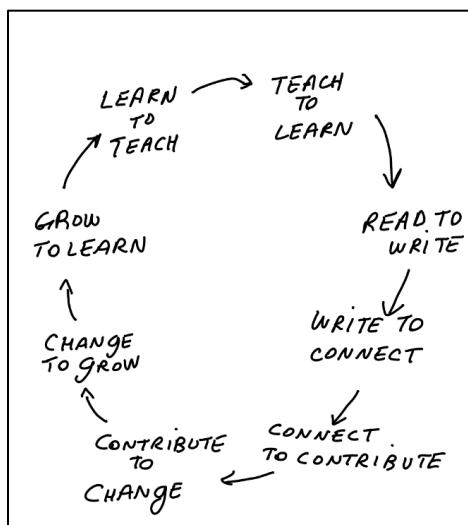 LEARN
TO
TEACH
TEACH
TO
LEARN
READ TO
WRITE
WRITE TO
CONNECT
CONNECT
TO CONTRIBUTE
CONTRIBUTE
TO
CHANGE
CHANGE
TO GROW
GROW
TO LEARN